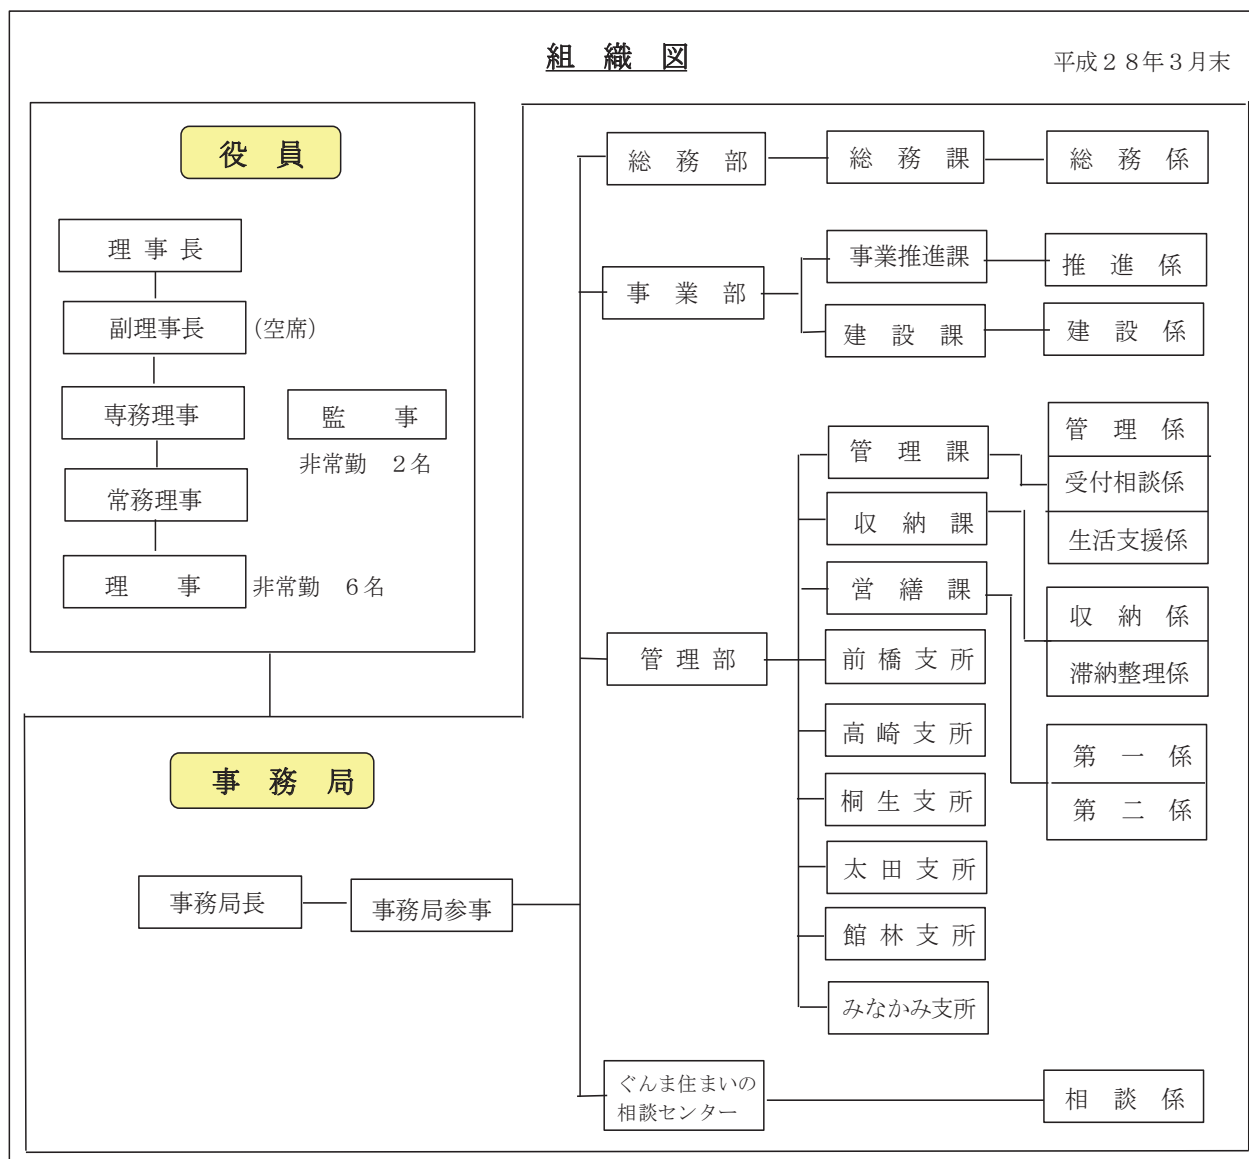 組　織　図
平成２８年３月末
役　員
理 事 長
副理事長
(空席)
専務理事
監　　事
非常勤　２名
常務理事
理　　事
非常勤　６名
事　務　局
事務局長
事務局参事
総　務　部
総　務　課
総　務　係
事　業　部
事業推進課
推　進　係
建　設　課
建　設　係
管 理 部
管　理　課
管　理　係
受付相談係
生活支援係
収　納　課
収　納　係
滞納整理係
営　繕　課
第　一　係
第　二　係
前 橋 支 所
高 崎 支 所
桐 生 支 所
太 田 支 所
館 林 支 所
みなかみ支所
ぐんま住まいの
相談センター
相　談　係